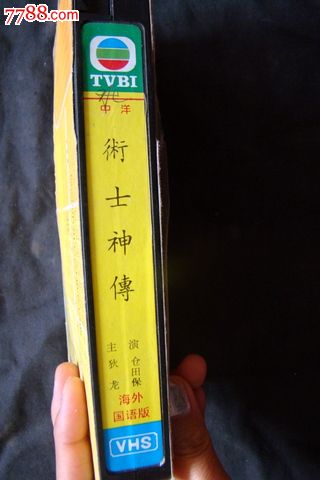 7788.com
TVBI
中洋
術士神傳
主演
狄龙
仓田保
海外
国语版
VHS